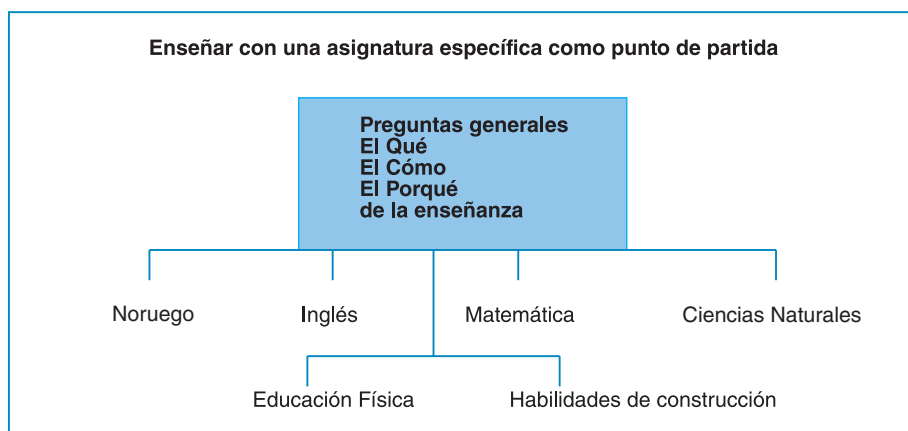 Enseñar con una asignatura específica como punto de partida
Preguntas generales
El Qué
El Cómo
El Porqué
de la enseñanza
Noruego
Inglés
Matemática
Ciencias Naturales
Educación Física
Habilidades de construcción